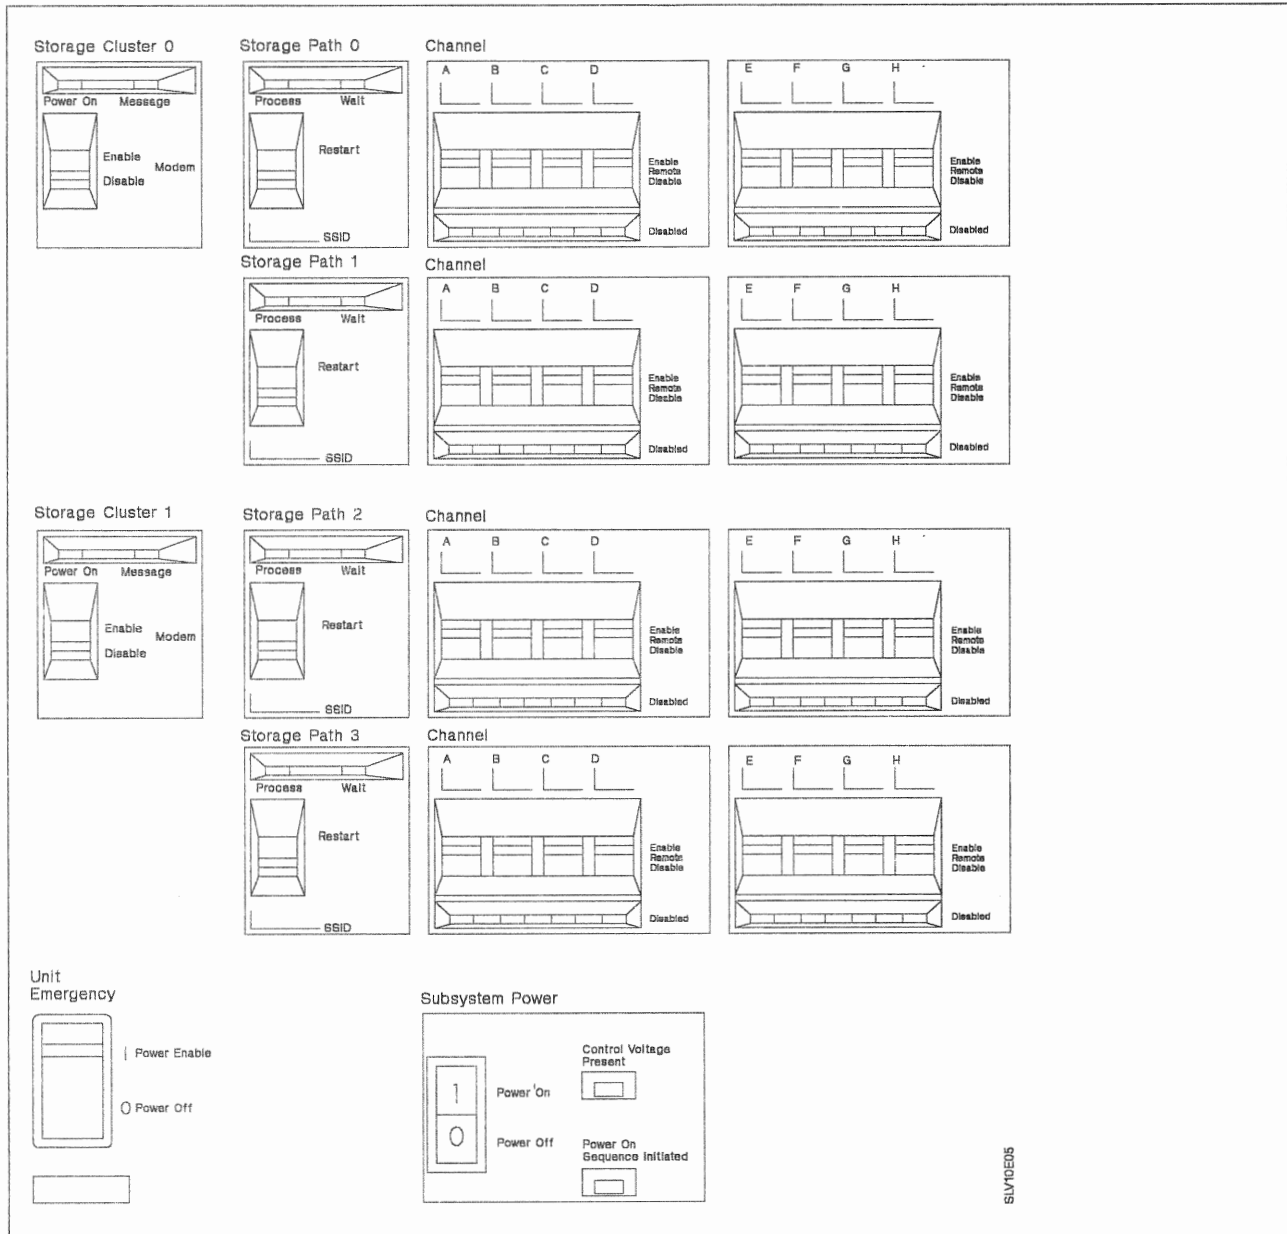 Storage Cluster 0 Storage Path 0 Channel
A B C D E F G H
Power On Message Process Wait
Enable Modem Restart Enable Enable
Disable Remote Remote
Disable Disable
SSID Disabled Disabled
Storage Path 1 Channel
A B C D E F G H
Process Wait
Restart Enable Enable
Remote Remote
Disable Disable
SSID Disabled Disabled
Storage Cluster 1 Storage Path 2 Channel
A B C D E F G H
Power On Message Process Wait
Enable Modem Restart Enable Enable
Disable Remote Remote
Disable Disable
SSID Disabled Disabled
Storage Path 3 Channel
A B C D E F G H
Process Wait
Restart Enable Enable
Remote Remote
Disable Disable
SSID Disabled Disabled
Unit
Emergency
| Power Enable
0 Power Off
Subsystem Power
1 Power On
0 Power Off
Control Voltage
Present
Power On
Sequence Initiated
SLV10E05